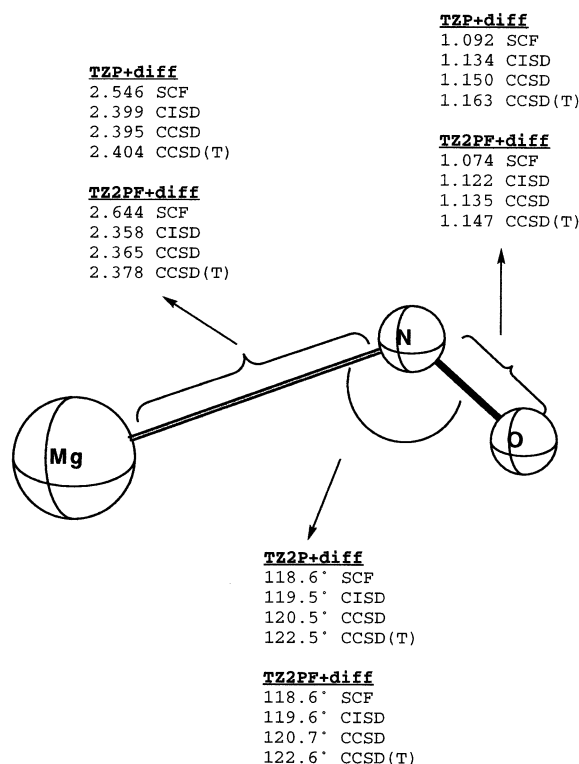 TZP+diff
1.092 SCF
1.134 CISD
1.150 CCSD
1.163 CCSD(T)
TZ2PF+diff
1.074 SCF
1.122 CISD
1.135 CCSD
1.147 CCSD(T)
TZP+diff
2.546 SCF
2.399 CISD
2.395 CCSD
2.404 CCSD(T)
TZ2PF+diff
2.644 SCF
2.358 CISD
2.365 CCSD
2.378 CCSD(T)
N
O
Mg
TZ2P+diff
118.6° SCF
119.5° CISD
120.5° CCSD
122.5° CCSD(T)
TZ2PF+diff
118.6° SCF
119.6° CISD
120.7° CCSD
122.6° CCSD(T)